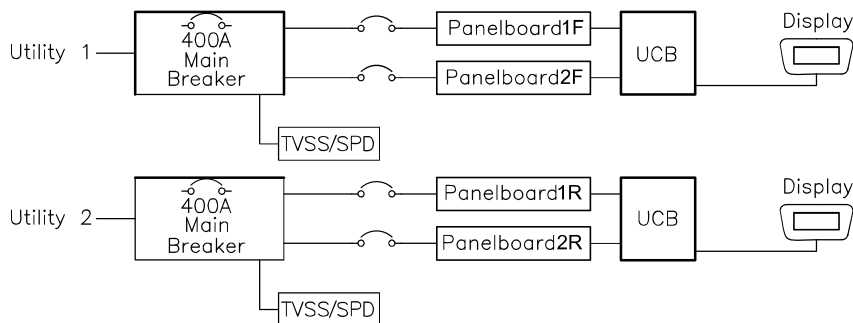 Display
Panelboard1F
400A
Utility 1
Main
UCB
Breaker
Panelboard2F
TVSS/SPD
Display
Panelboard1R
400A
Utility 2
Main
UCB
Breaker
Panelboard2R
TVSS/SPD